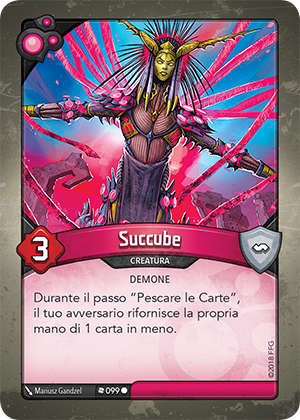 Succube
3
CREATURA
DEMONE
Durante il passo “Pescare le Carte”,
il tuo avversario rifornisce la propria
mano di 1 carta in meno.
©2018 FFG
Mariusz Gandzel
099